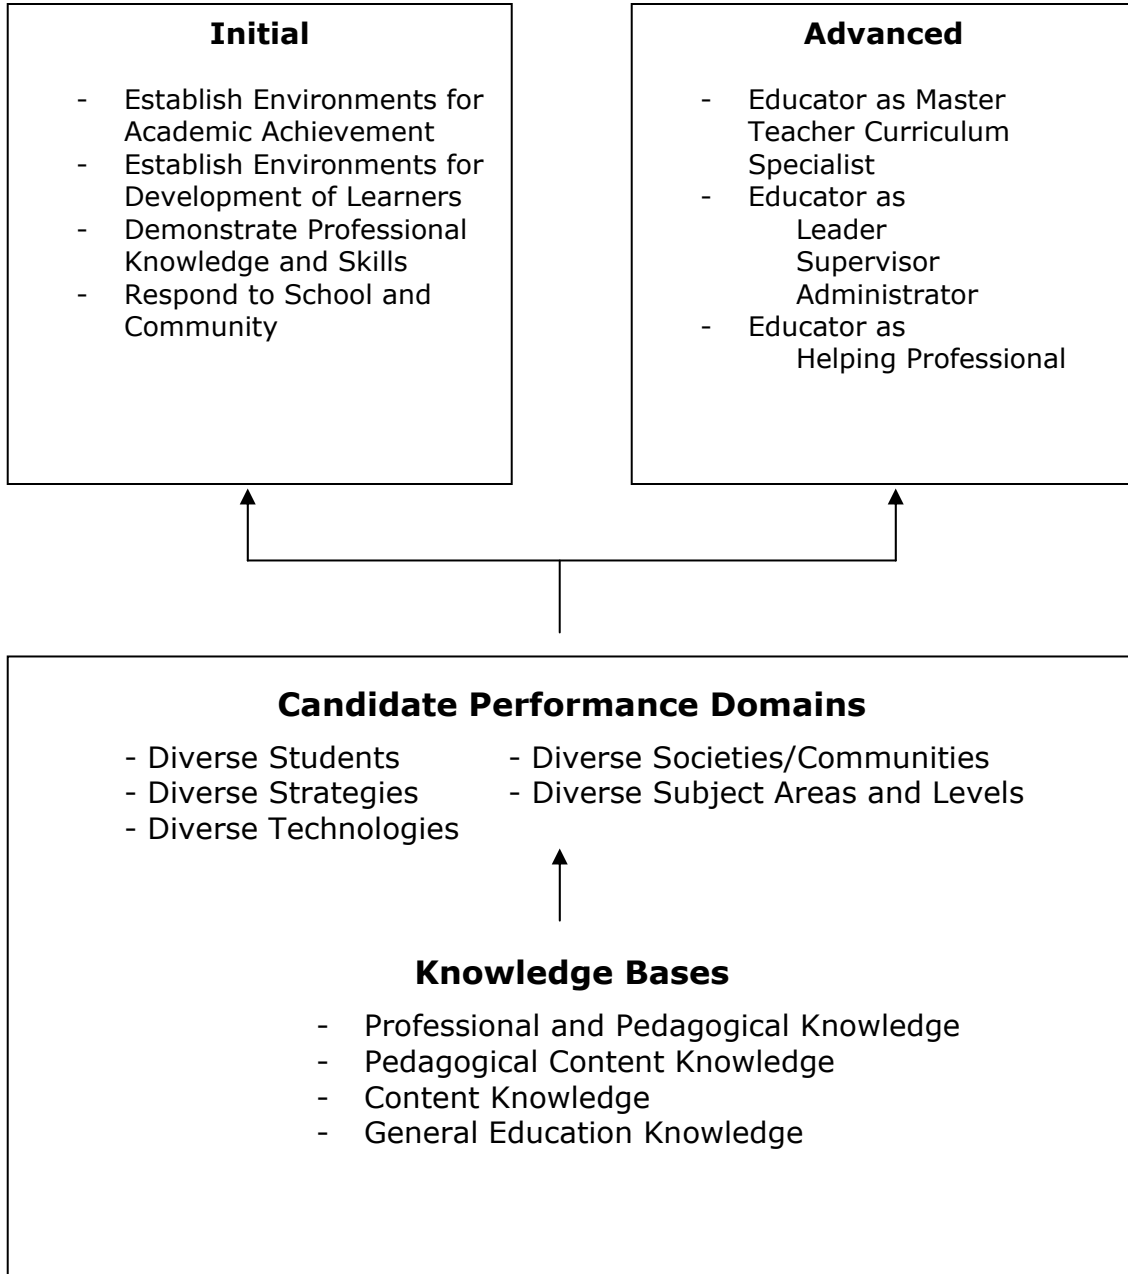 Initial
- Establish Environments for
Academic Achievement
- Establish Environments for
Development of Learners
- Demonstrate Professional
Knowledge and Skills
- Respond to School and
Community
Advanced
- Educator as Master
Teacher Curriculum
Specialist
- Educator as
Leader
Supervisor
Administrator
- Educator as
Helping Professional
Candidate Performance Domains
- Diverse Students
- Diverse Strategies
- Diverse Technologies
- Diverse Societies/Communities
- Diverse Subject Areas and Levels
Knowledge Bases
- Professional and Pedagogical Knowledge
- Pedagogical Content Knowledge
- Content Knowledge
- General Education Knowledge